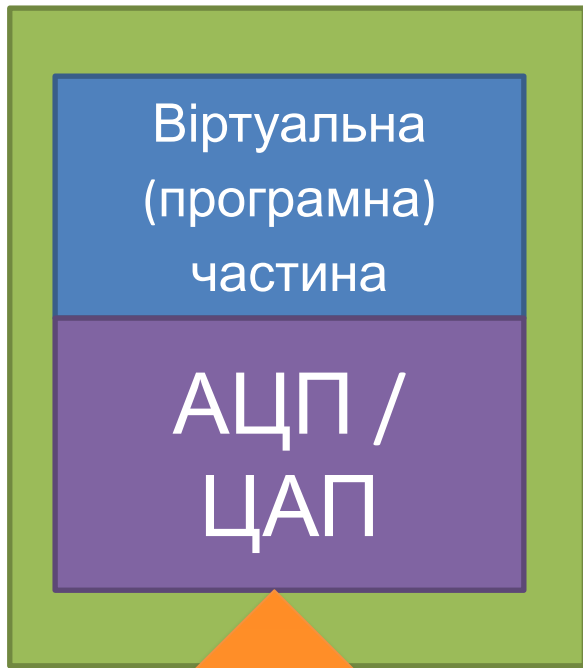 Віртуальна
(програмна)
частина
АЦП /
ЦАП